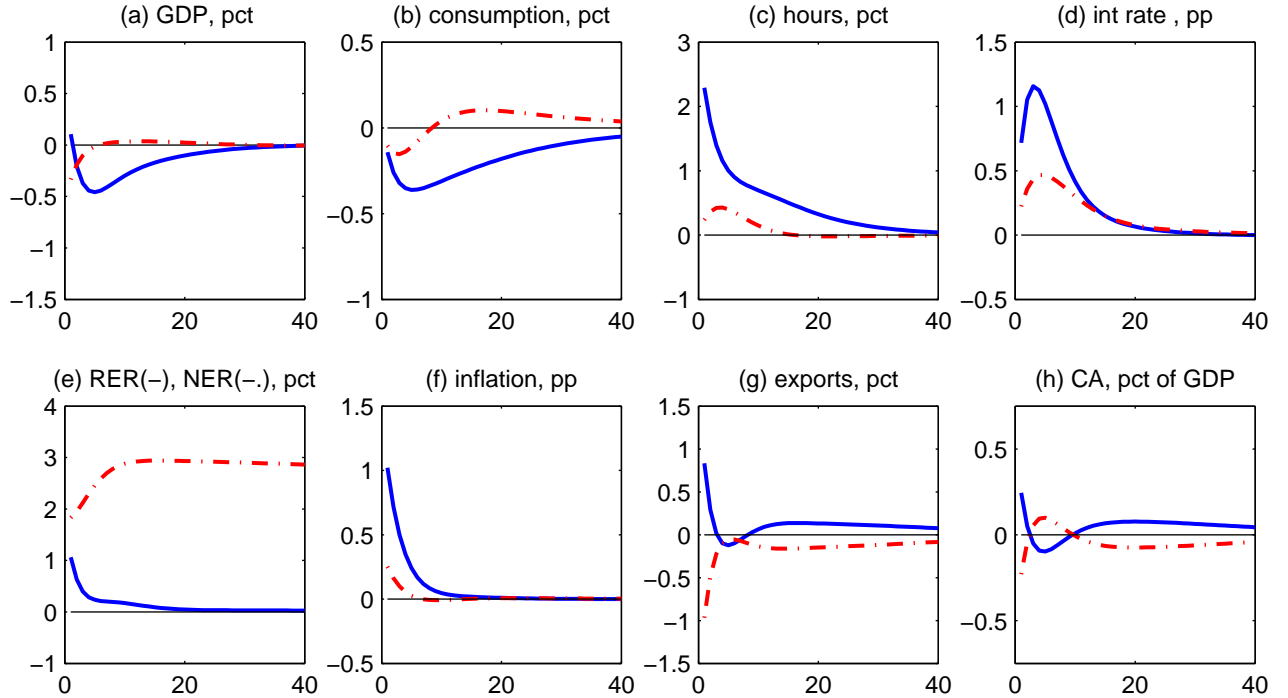 (a) GDP, pct
(b) consumption, pct
(c) hours, pct
(d) int rate , pp
1
0.5
0
−0.5
−1
−1.5
0 20 40
0.5
0
−0.5
−1
0 20 40
3
2
1
0
−1
0 20 40
1.5
1
0.5
0
−0.5
0 20 40
(e) RER(−), NER(−.), pct
(f) inflation, pp
(g) exports, pct
(h) CA, pct of GDP
4
3
2
1
0
−1
0 20 40
1.5
1
0.5
0
−0.5
0 20 40
1.5
1
0.5
0
−0.5
−1
−1.5
0 20 40
0.5
0
−0.5
0 20 40